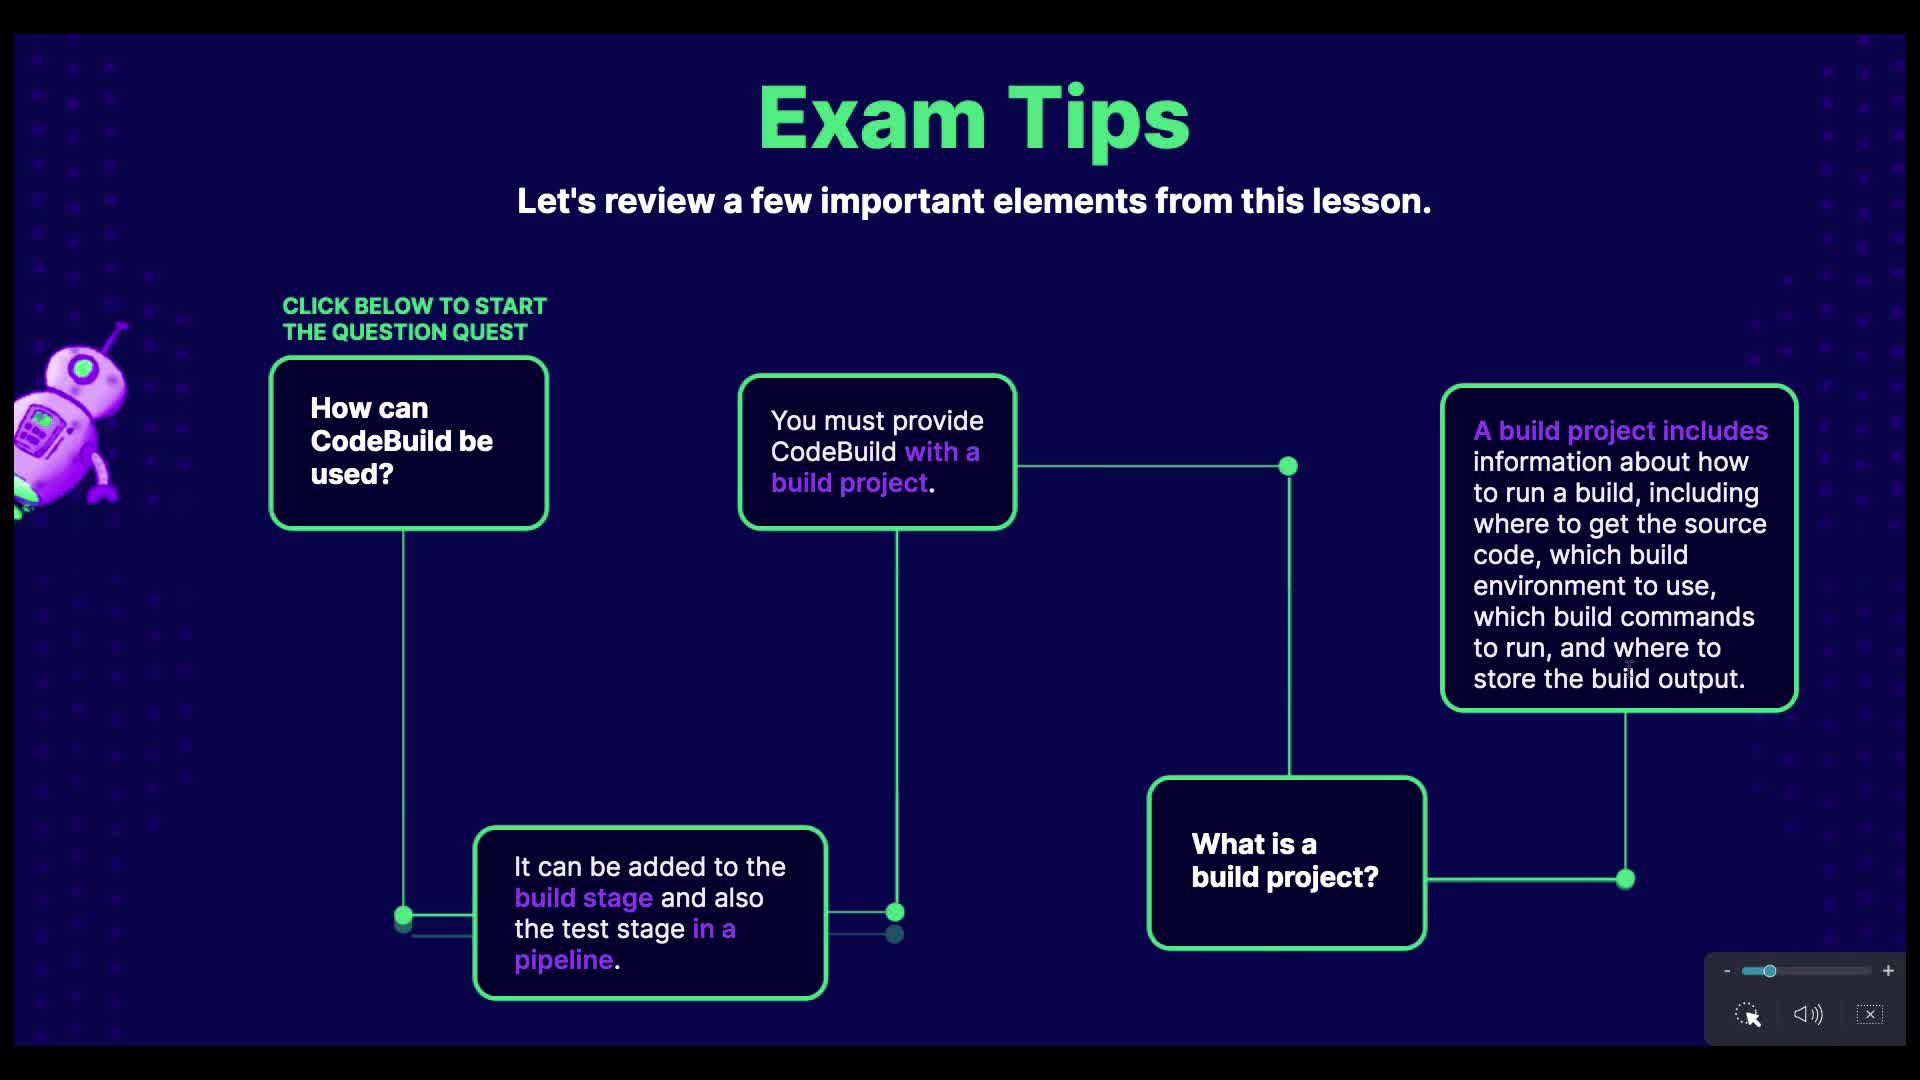 Exam Tips
Let's review a few important elements from this lesson.
CLICK BELOW TO START
THE QUESTION QUEST
How can
CodeBuild be
used?
It can be added to the
build stage and also
the test stage in a
pipeline.
You must provide
CodeBuild with a
build project.
What is a
build project?
A build project includes
information about how
to run a build, including
where to get the source
code, which build
environment to use,
which build commands
to run, and where to
store the build output.